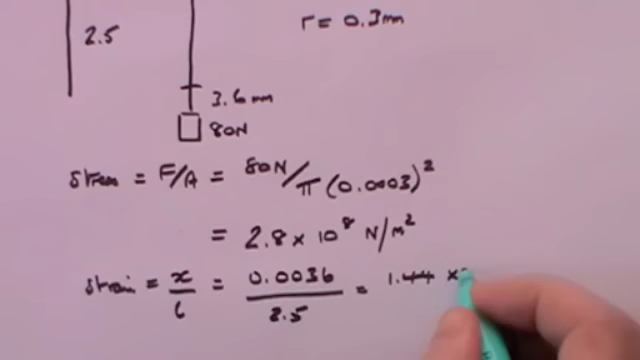 r = 0.3mm
2.5
3.6mm
80N
stress = F/A = 80N/π(0.0003)²
= 2.8 × 10⁸ N/m²
strain = x/l = 0.0036/2.5 = 1.44 ×